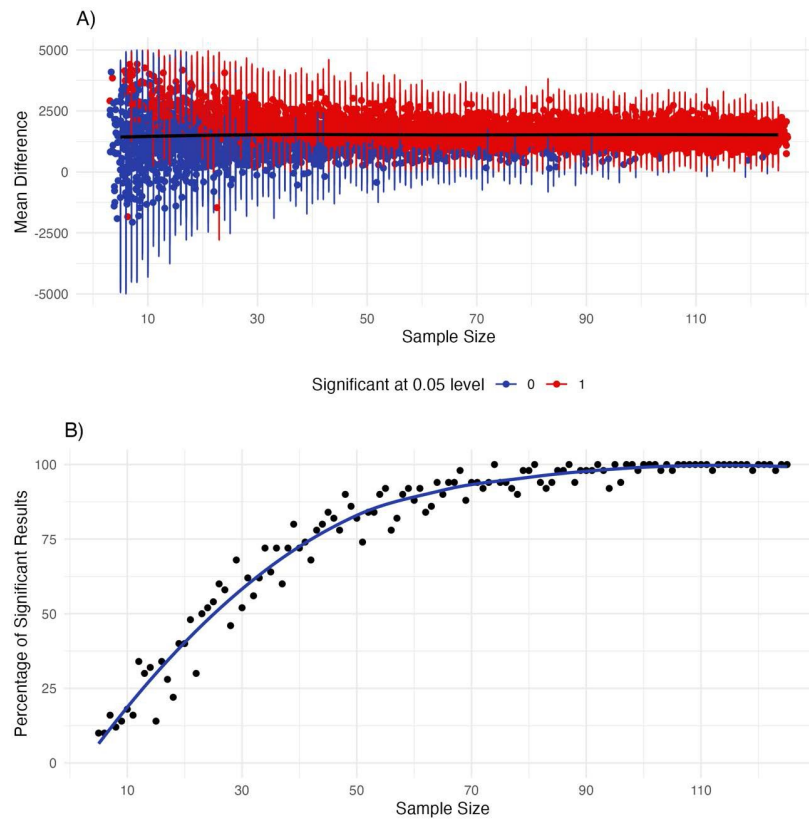 A)
5000
2500
0
-2500
-5000
Mean Difference
10 30 50 70 90 110
Sample Size
Significant at 0.05 level 0 1
B)
100
75
50
25
0
Percentage of Significant Results
10 30 50 70 90 110
Sample Size